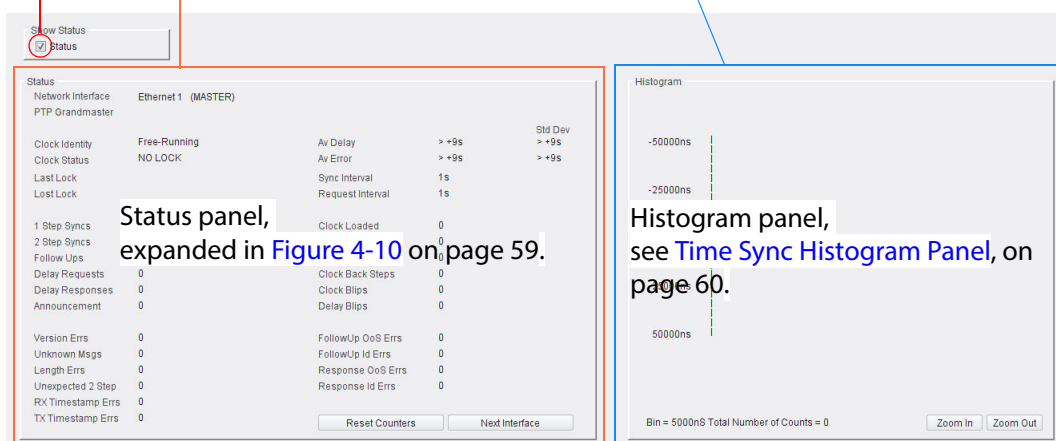 Show Status
Status
Status
Network Interface Ethernet 1 (MASTER)
PTP Grandmaster
Std Dev
Clock Identity Free-Running Av Delay > +9s > +9s
Clock Status NO LOCK Av Error > +9s > +9s
Last Lock Sync Interval 1s
Lost Lock Request Interval 1s
Status panel,
expanded in Figure 4-10 on page 59.
1 Step Syncs Clock Loaded 0
2 Step Syncs 0
Follow Ups 0
Delay Requests 0 Clock Back Steps 0
Delay Responses 0 Clock Blips 0
Announcement 0 Delay Blips 0
Version Errs 0 FollowUp OoS Errs 0
Unknown Msgs 0 FollowUp Id Errs 0
Length Errs 0 Response OoS Errs 0
Unexpected 2 Step 0 Response Id Errs 0
RX Timestamp Errs 0
TX Timestamp Errs 0
Reset Counters Next Interface
Histogram
-50000ns
-25000ns
Histogram panel,
see Time Sync Histogram Panel, on
page 60.
50000ns
Bin = 5000nS Total Number of Counts = 0
Zoom In Zoom Out